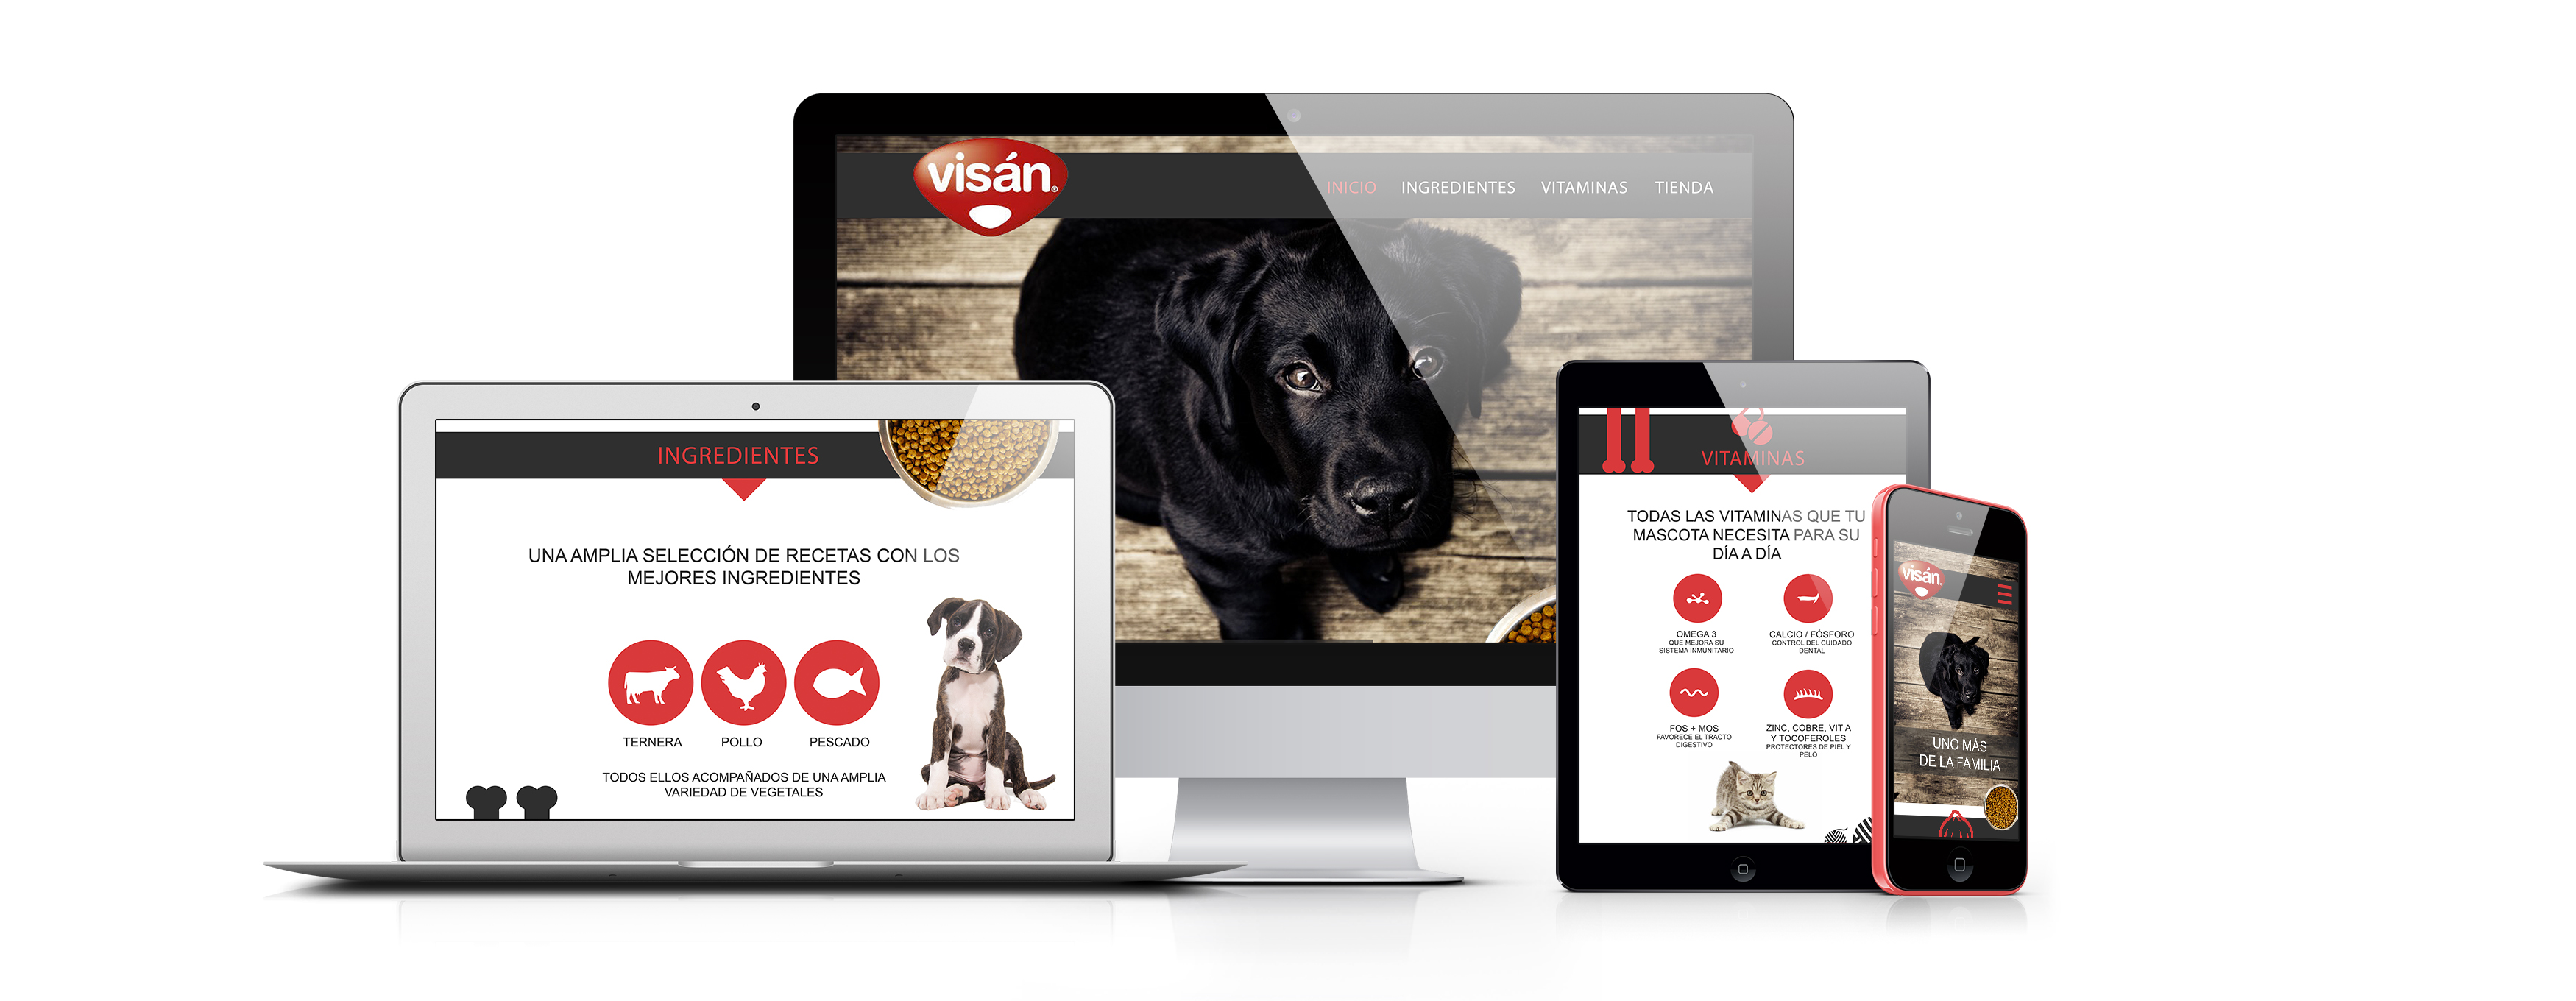 visán®
INICIO INGREDIENTES VITAMINAS TIENDA
INGREDIENTES
UNA AMPLIA SELECCIÓN DE RECETAS CON LOS
MEJORES INGREDIENTES
TERNERA POLLO PESCADO
TODOS ELLOS ACOMPAÑADOS DE UNA AMPLIA
VARIEDAD DE VEGETALES
VITAMINAS
TODAS LAS VITAMINAS QUE TU
MASCOTA NECESITA PARA SU
DÍA A DÍA
OMEGA 3
QUE MEJORA SU
SISTEMA INMUNITARIO
CALCIO / FÓSFORO
CONTROL DEL CUIDADO
DENTAL
FOS + MOS
FAVORECE EL TRACTO
DIGESTIVO
ZINC, COBRE, VIT A
Y TOCOFEROLES
PROTECTORES DE PIEL Y
PELO
visán
UNO MÁS
DE LA FAMILIA